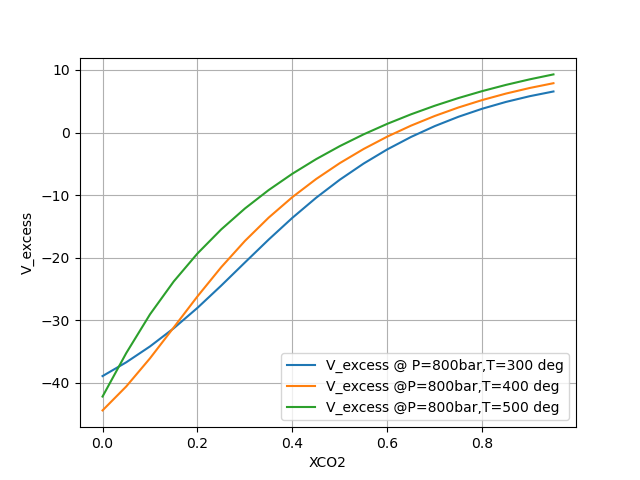 10
0
−10
−20
−30
−40
V_excess
0.0
0.2
0.4
0.6
0.8
XCO2
V_excess @ P=800bar,T=300 deg
V_excess @P=800bar,T=400 deg
V_excess @P=800bar,T=500 deg